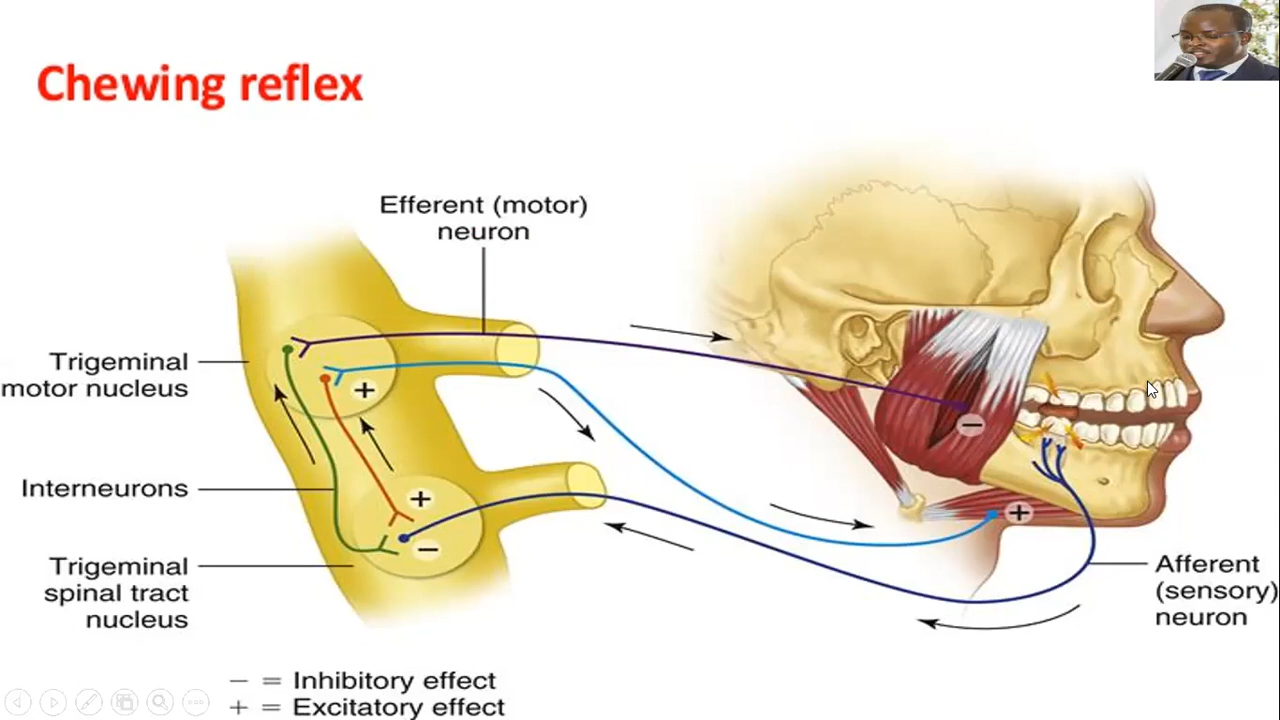 Chewing reflex
Efferent (motor)
neuron
Trigeminal
motor nucleus
+
−
Interneurons
+
−
+
Trigeminal
spinal tract
nucleus
Afferent
(sensory)
neuron
− = Inhibitory effect
+ = Excitatory effect